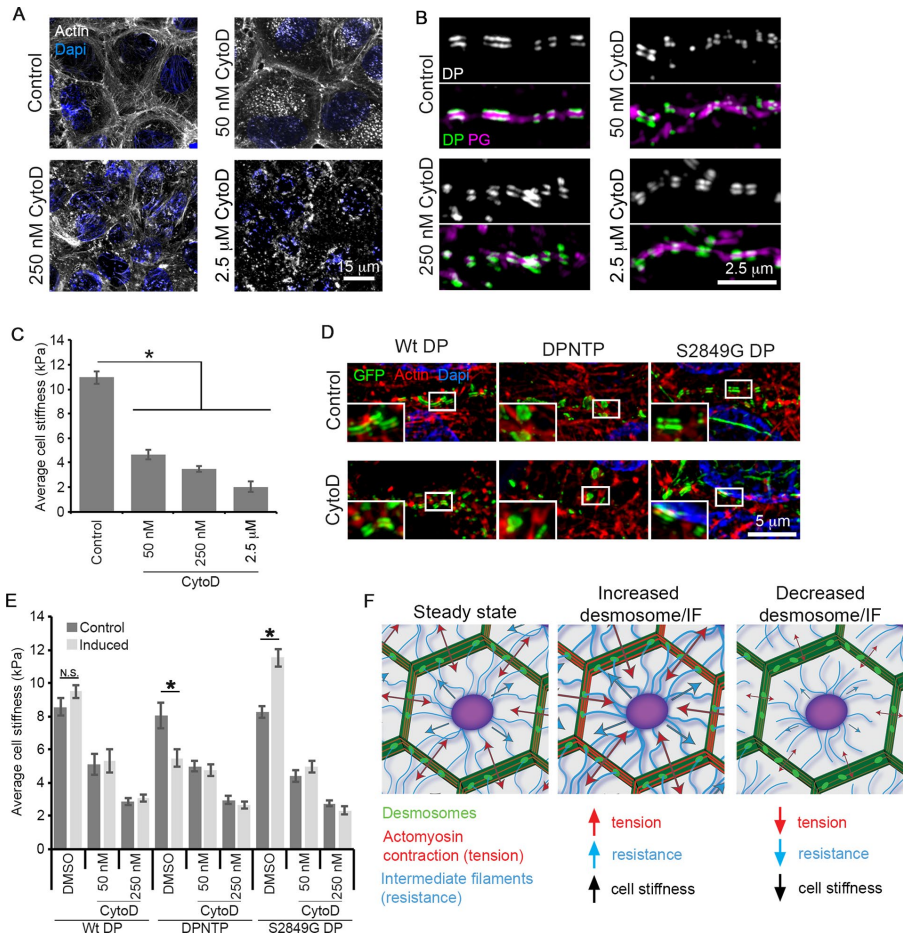 A
Actin
Dapi
Control
50 nM CytoD
250 nM CytoD
2.5 µM CytoD
15 µm
B
DP
DP PG
Control
50 nM CytoD
250 nM CytoD
2.5 µM CytoD
2.5 µm
C
Average cell stiffness (kPa)
14
12
10
8
6
4
2
0
*
Control
50 nM
250 nM
2.5 µM
CytoD
D
Wt DP
DPNTP
S2849G DP
GFP Actin Dapi
Control
CytoD
5 µm
E
Average cell stiffness (kPa)
14
12
10
8
6
4
2
0
Control
Induced
N.S.
*
*
DMSO
50 nM
250 nM
DMSO
50 nM
250 nM
DMSO
50 nM
250 nM
CytoD
CytoD
CytoD
Wt DP
DPNTP
S2849G DP
F
Steady state
Increased
desmosome/IF
Decreased
desmosome/IF
Desmosomes
Actomyosin
contraction (tension)
Intermediate filaments
(resistance)
tension
resistance
cell stiffness
tension
resistance
cell stiffness